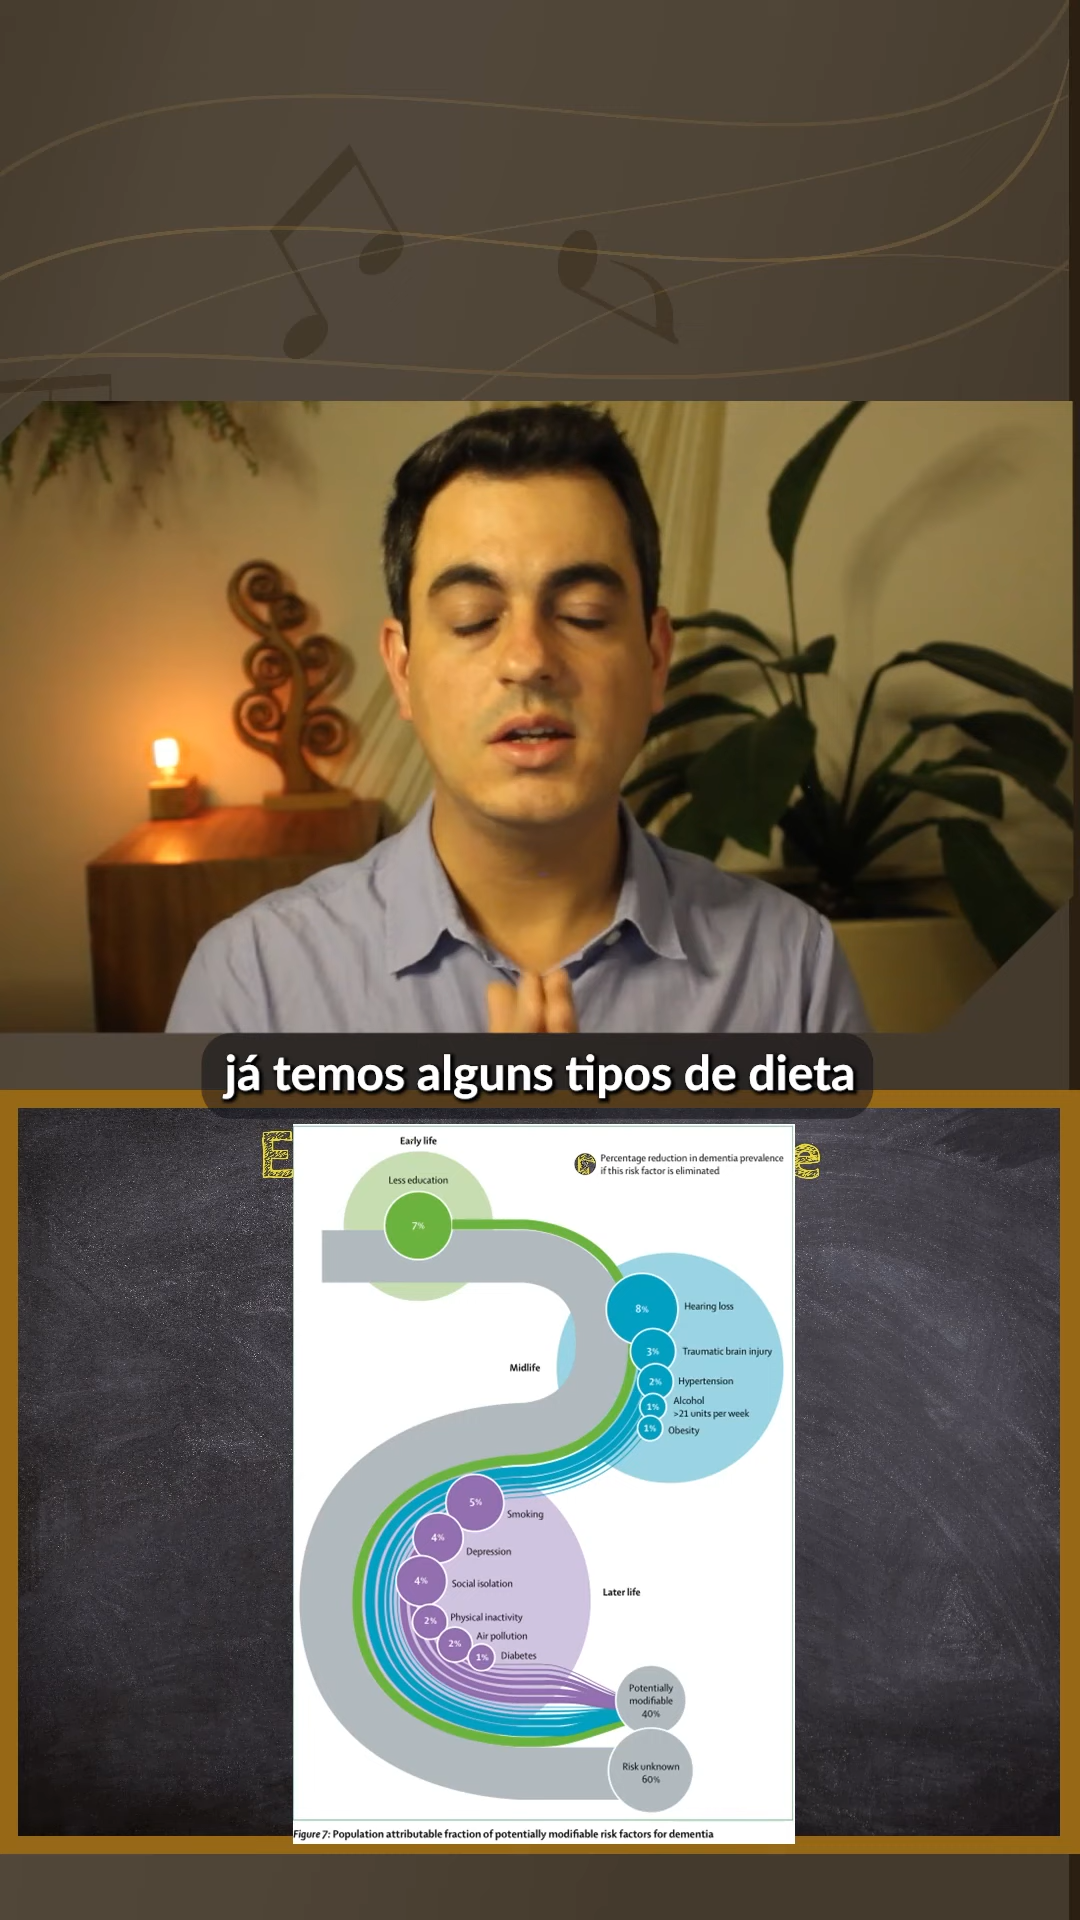 já temos alguns tipos de dieta
E
e
Early life
Percentage reduction in dementia prevalence
if this risk factor is eliminated
Less education
7%
8%
Hearing loss
Midlife
3%
Traumatic brain injury
2%
Hypertension
1%
Alcohol
>21 units per week
1%
Obesity
5%
Smoking
4%
Depression
4%
Social isolation
Later life
2%
Physical inactivity
2%
Air pollution
1%
Diabetes
Potentially
modifiable
40%
Risk unknown
60%
Figure 7: Population attributable fraction of potentially modifiable risk factors for dementia